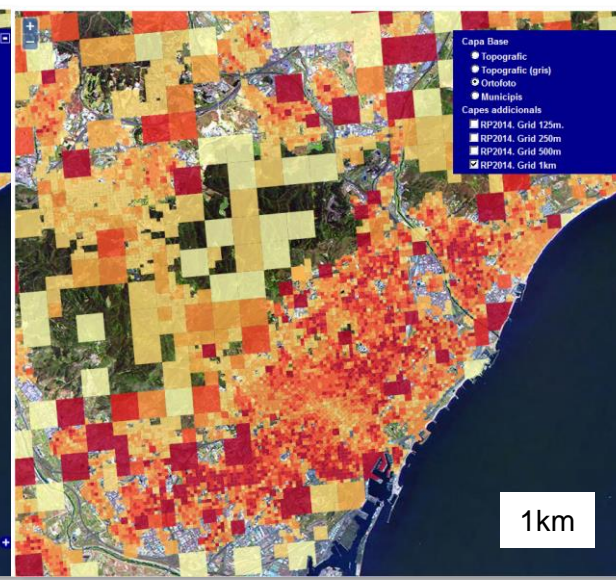 Capa Base
Topografic
Topografic (gris)
Ortofoto
Municipis
Capes addicionals
RP2014. Grid 125m.
RP2014. Grid 250m
RP2014. Grid 500m
RP2014. Grid 1km
1km